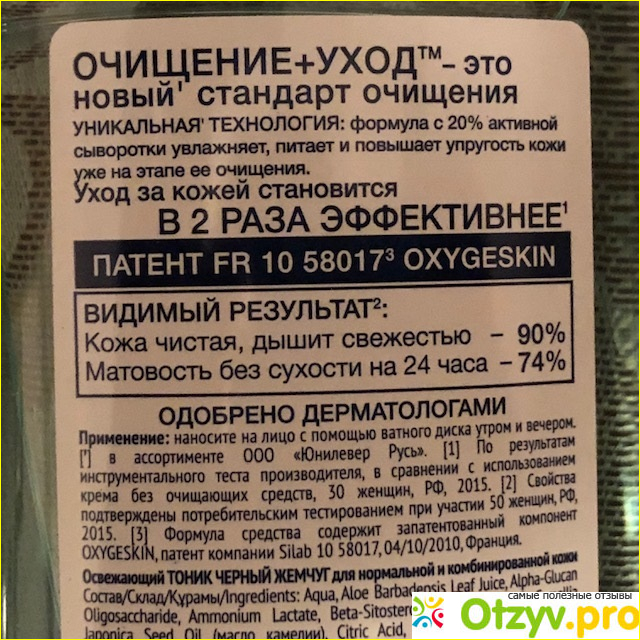 ОЧИЩЕНИЕ+УХОД™– это
новый' стандарт очищения
УНИКАЛЬНАЯ' ТЕХНОЛОГИЯ: формула с 20% активной
сыворотки увлажняет, питает и повышает упругость кожи
уже на этапе ее очищения.
Уход за кожей становится
В 2 РАЗА ЭФФЕКТИВНЕЕ¹
ПАТЕНТ FR 10 58017³ OXYGESKIN
ВИДИМЫЙ РЕЗУЛЬТАТ²:
Кожа чистая, дышит свежестью – 90%
Матовость без сухости на 24 часа – 74%
ОДОБРЕНО ДЕРМАТОЛОГАМИ
Применение: наносите на лицо с помощью ватного диска утром и вечером.
['] в ассортименте ООО «Юнилевер Русь». [1] По результатам
инструментального теста производителя, в сравнении с использованием
крема без очищающих средств, 30 женщин, РФ, 2015. [2] Свойства
подтверждены потребительским тестированием при участии 50 женщин, РФ,
2015. [3] Формула средства содержит запатентованный компонент
OXYGESKIN, патент компании Silab 10 58017, 04/10/2010, Франция.
Освежающий ТОНИК ЧЕРНЫЙ ЖЕМЧУГ для нормальной и комбинированной кожи
Состав/Склад/Құрамы/Ingredients: Aqua, Aloe Barbadensis Leaf Juice, Alpha-Glucan
Oligosaccharide, Ammonium Lactate,
Japonica Seed Oil (масло камелии), Citric Acid,
самые полезные отзывы
Otzyv.pro